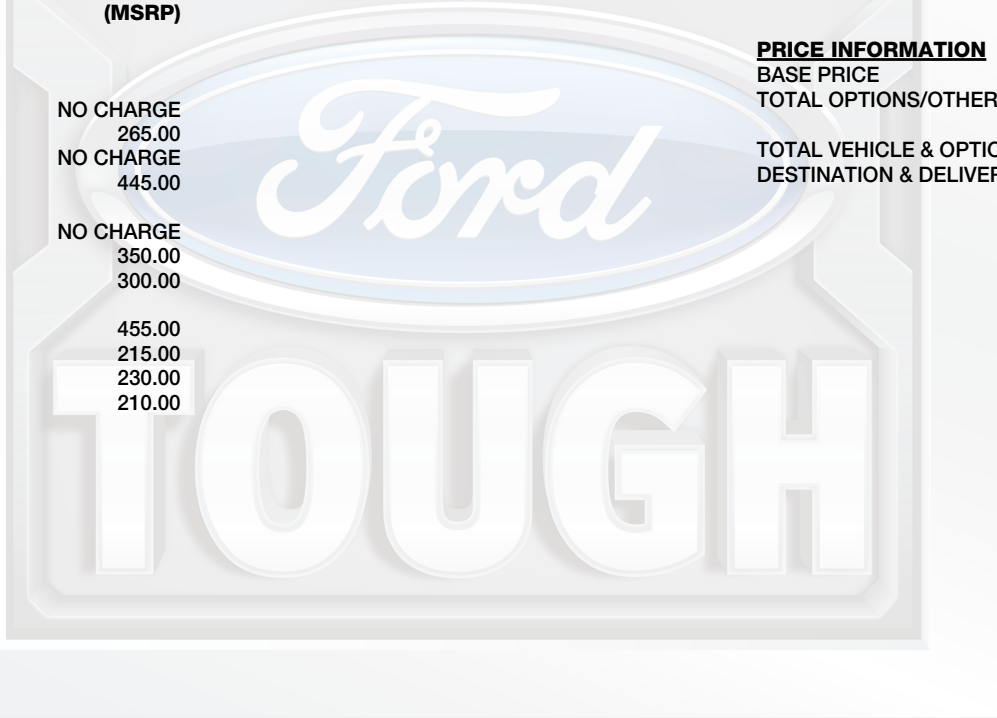 (MSRP)
NO CHARGE
265.00
NO CHARGE
445.00
NO CHARGE
350.00
300.00
455.00
215.00
230.00
210.00
PRICE INFORMATION
BASE PRICE
TOTAL OPTIONS/OTHER
TOTAL VEHICLE & OPTIO
DESTINATION & DELIVER
Ford
TOUGH